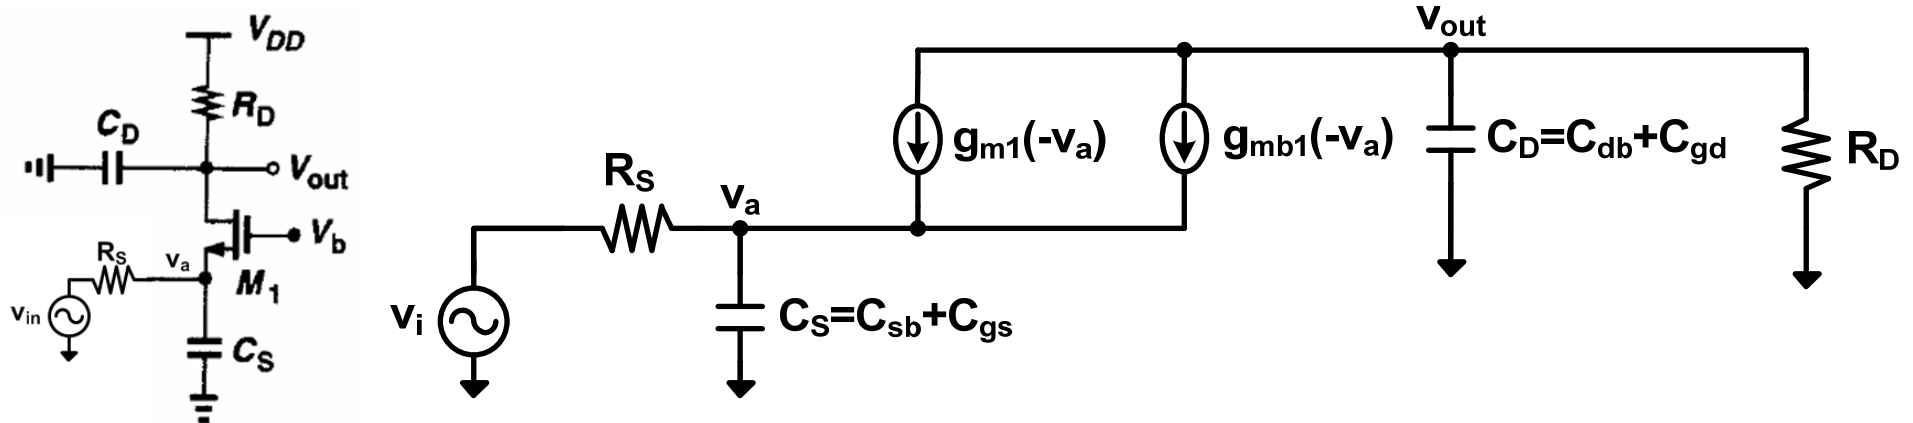 V_DD
R_D
C_D
V_out
V_b
R_S
v_a
M_1
v_in
C_S
v_out
g_m1(-v_a)
g_mb1(-v_a)
C_D=C_db+C_gd
R_D
R_S
v_a
v_i
C_S=C_sb+C_gs